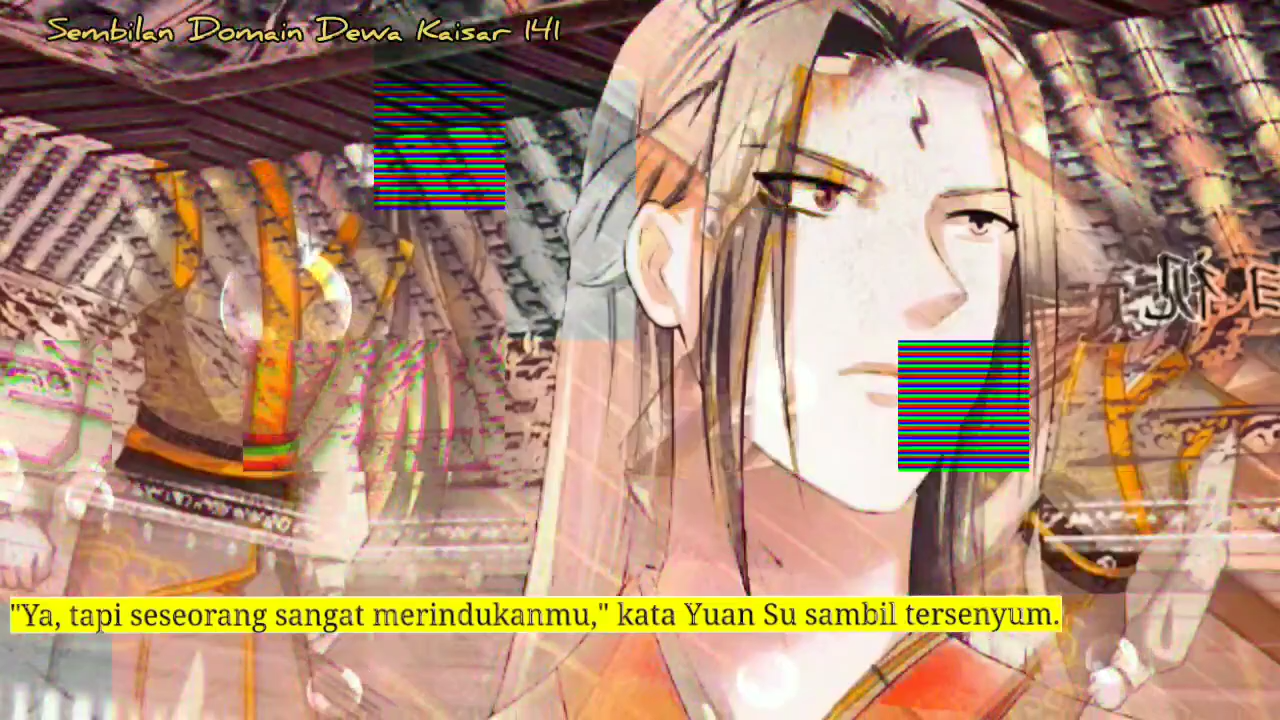 Sembilan Domain Dewa Kaisar 141
"Ya, tapi seseorang sangat merindukanmu," kata Yuan Su sambil tersenyum.